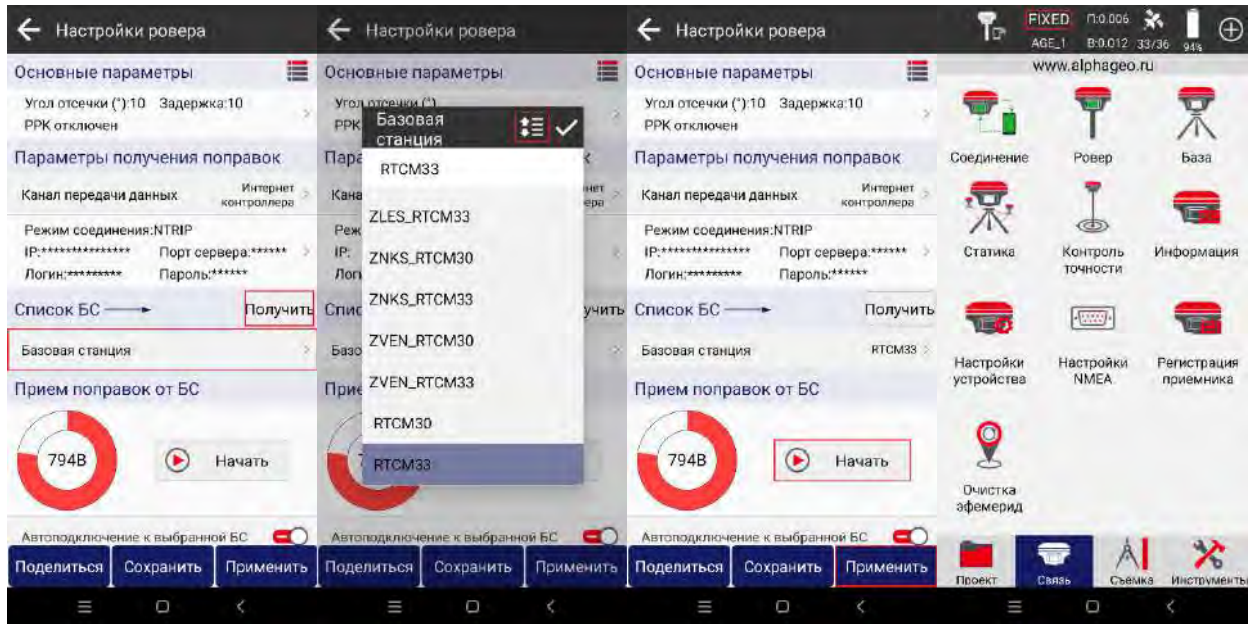 Настройки ровера
Основные параметры
Угол отсечки (°):10 Задержка:10
PPK отключен
Параметры получения поправок
Канал передачи данных Интернет контроллера
Режим соединения:NTRIP
IP:*************** Порт сервера:******
Логин:********* Пароль:******
Список БС Получить
Базовая станция
Прием поправок от БС
794B Начать
Автоподключение к выбранной БС
Поделиться Сохранить Применить
Настройки ровера
Основные параметры
Угол отсечки (°)
PPK
Базовая
станция
RTCM33
ZLES_RTCM33
ZNKS_RTCM30
ZNKS_RTCM33
ZVEN_RTCM30
ZVEN_RTCM33
RTCM30
RTCM33
Автоподключение к выбранной БС
Поделиться Сохранить Применить
Настройки ровера
Основные параметры
Угол отсечки (°):10 Задержка:10
PPK отключен
Параметры получения поправок
Канал передачи данных Интернет контроллера
Режим соединения:NTRIP
IP:*************** Порт сервера:******
Логин:********* Пароль:******
Список БС Получить
Базовая станция RTCM33
Прием поправок от БС
794B Начать
Автоподключение к выбранной БС
Поделиться Сохранить Применить
FIXED П:0.006
AGE_1 В:0.012 33/36 94%
www.alphageo.ru
Соединение Ровер База
Статика Контроль точности Информация
Настройки устройства Настройки NMEA Регистрация приемника
Очистка
эфемерид
Проект Связь Съемка Инструменты